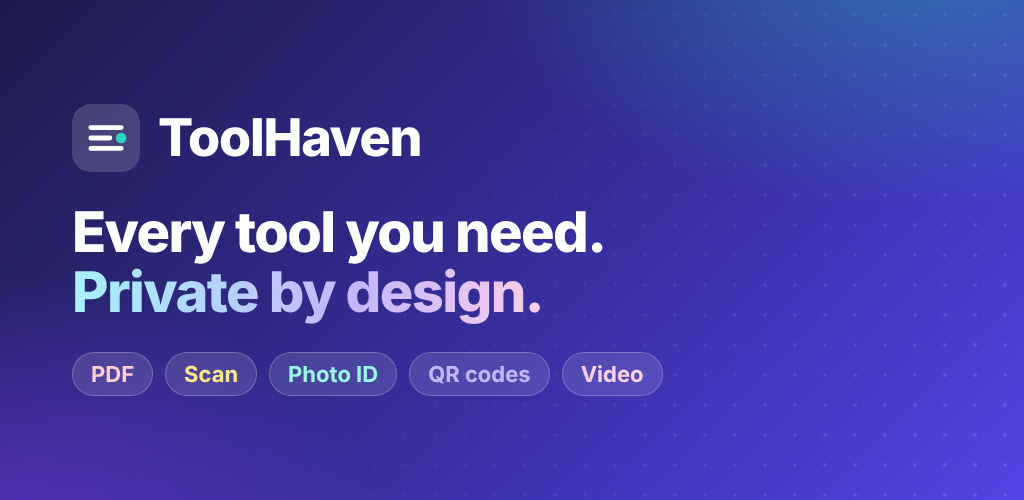 ToolHaven
Every tool you need.
Private by design.
PDF Scan Photo ID QR codes Video